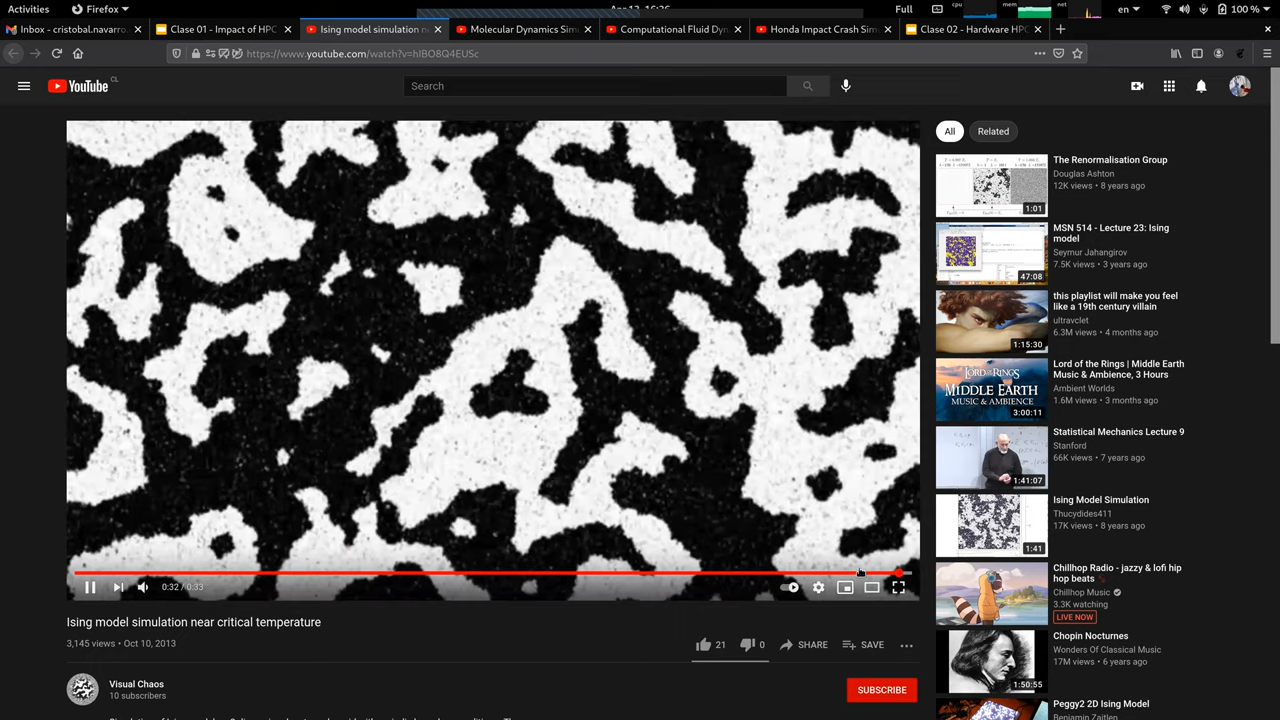 Activities
Firefox
Full
en
100 %
Inbox - cristobal.navarro.
Clase 01 - Impact of HPC
Ising model simulation ne
Molecular Dynamics Sim
Computational Fluid Dyn
Honda Impact Crash Sim
Clase 02 - Hardware HPC
https://www.youtube.com/watch?v=hIBO8Q4EUSc
YouTube
CL
Search
All
Related
1:01
The Renormalisation Group
Douglas Ashton
12K views • 8 years ago
47:08
MSN 514 - Lecture 23: Ising
model
Seymur Jahangirov
7.5K views • 3 years ago
1:15:30
this playlist will make you feel
like a 19th century villain
ultravclet
6.3M views • 4 months ago
LORD OF THE RINGS
MIDDLE EARTH
MUSIC & AMBIENCE
3:00:11
Lord of the Rings | Middle Earth
Music & Ambience, 3 Hours
Ambient Worlds
1.6M views • 3 months ago
1:41:07
Statistical Mechanics Lecture 9
Stanford
66K views • 7 years ago
1:41
Ising Model Simulation
Thucydides411
17K views • 8 years ago
Chillhop Radio - jazzy & lofi hip
hop beats
Chillhop Music
3.3K watching
LIVE NOW
1:50:55
Chopin Nocturnes
Wonders Of Classical Music
17M views • 6 years ago
Peggy2 2D Ising Model
Benjamin Zaitlen
0:32 / 0:33
Ising model simulation near critical temperature
3,145 views • Oct 10, 2013
21
0
SHARE
SAVE
Visual Chaos
10 subscribers
SUBSCRIBE